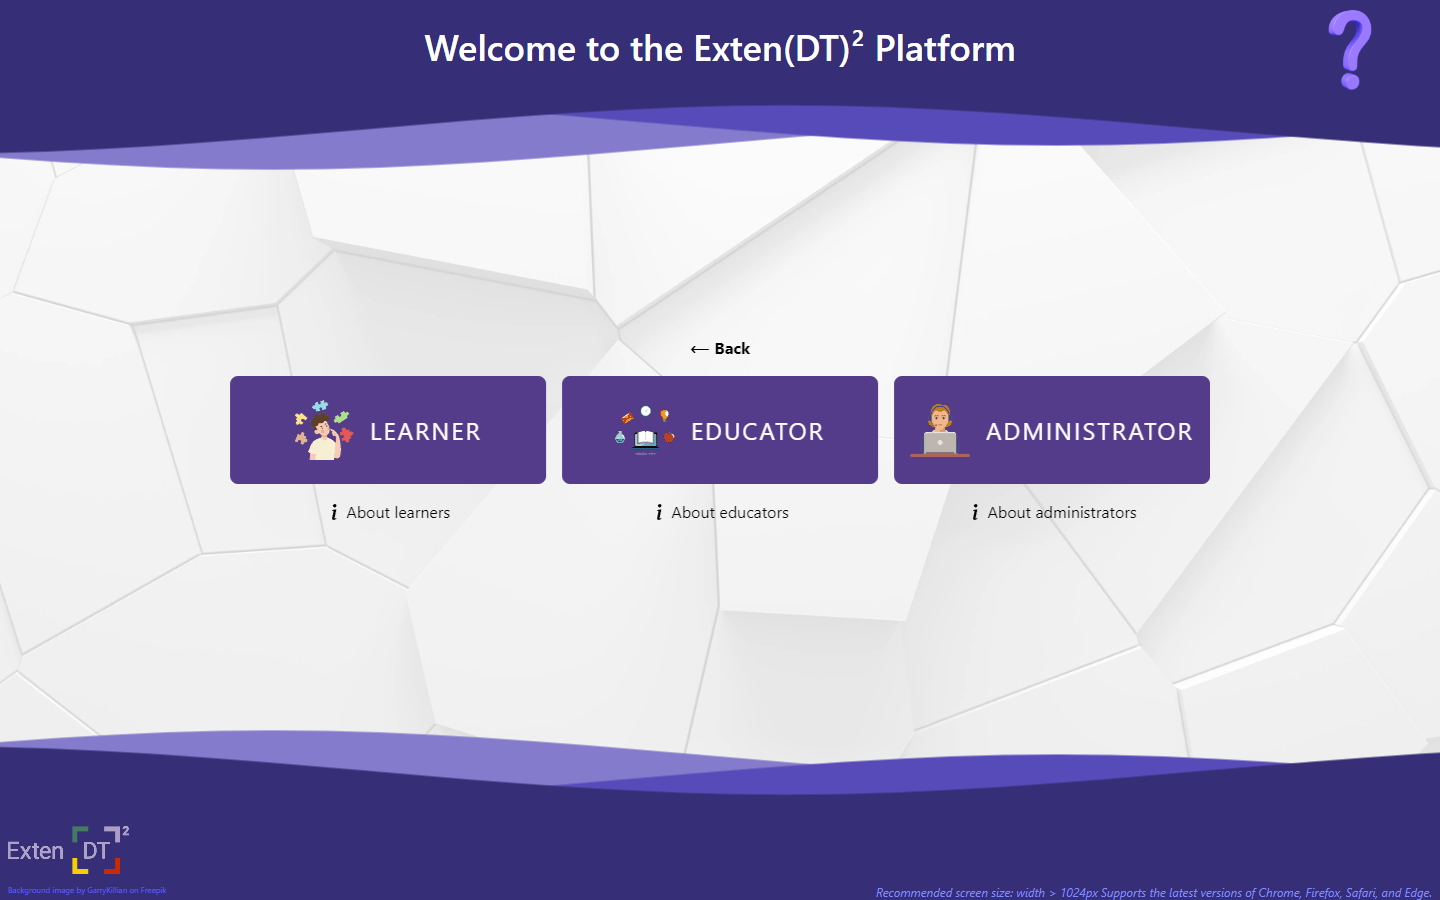 Welcome to the Exten(DT)² Platform
← Back
LEARNER
EDUCATOR
ADMINISTRATOR
i About learners
i About educators
i About administrators
Exten DT ²
Background image by GarryKillian on Freepik
Recommended screen size: width > 1024px Supports the latest versions of Chrome, Firefox, Safari, and Edge.